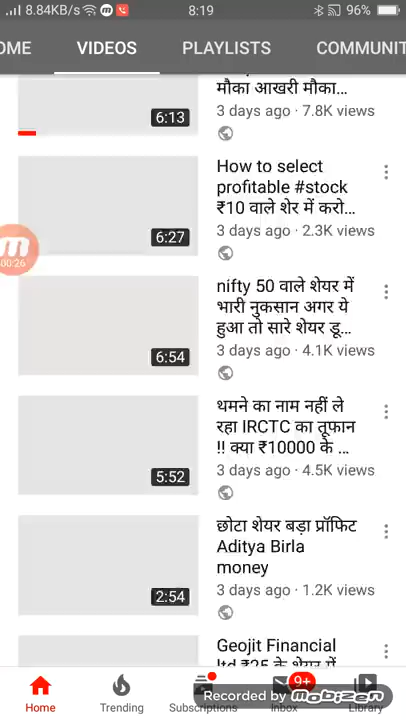 8.84KB/s 8:19 96%
OME VIDEOS PLAYLISTS COMMUNIT
मौका आखरी मौका...
6:13 3 days ago · 7.8K views
How to select
profitable #stock
₹10 वाले शेर में करो...
6:27 3 days ago · 2.3K views
00:26
nifty 50 वाले शेयर में
भारी नुकसान अगर ये
हुआ तो सारे शेयर डू...
6:54 3 days ago · 4.1K views
थमने का नाम नहीं ले
रहा IRCTC का तूफान
!! क्या ₹10000 के ...
5:52 3 days ago · 4.5K views
छोटा शेयर बड़ा प्रॉफिट
Aditya Birla
money
2:54 3 days ago · 1.2K views
Geojit Financial
ltd ₹25 के शेयर में
9+
Recorded by mobizen
Home Trending Subscriptions Inbox Library